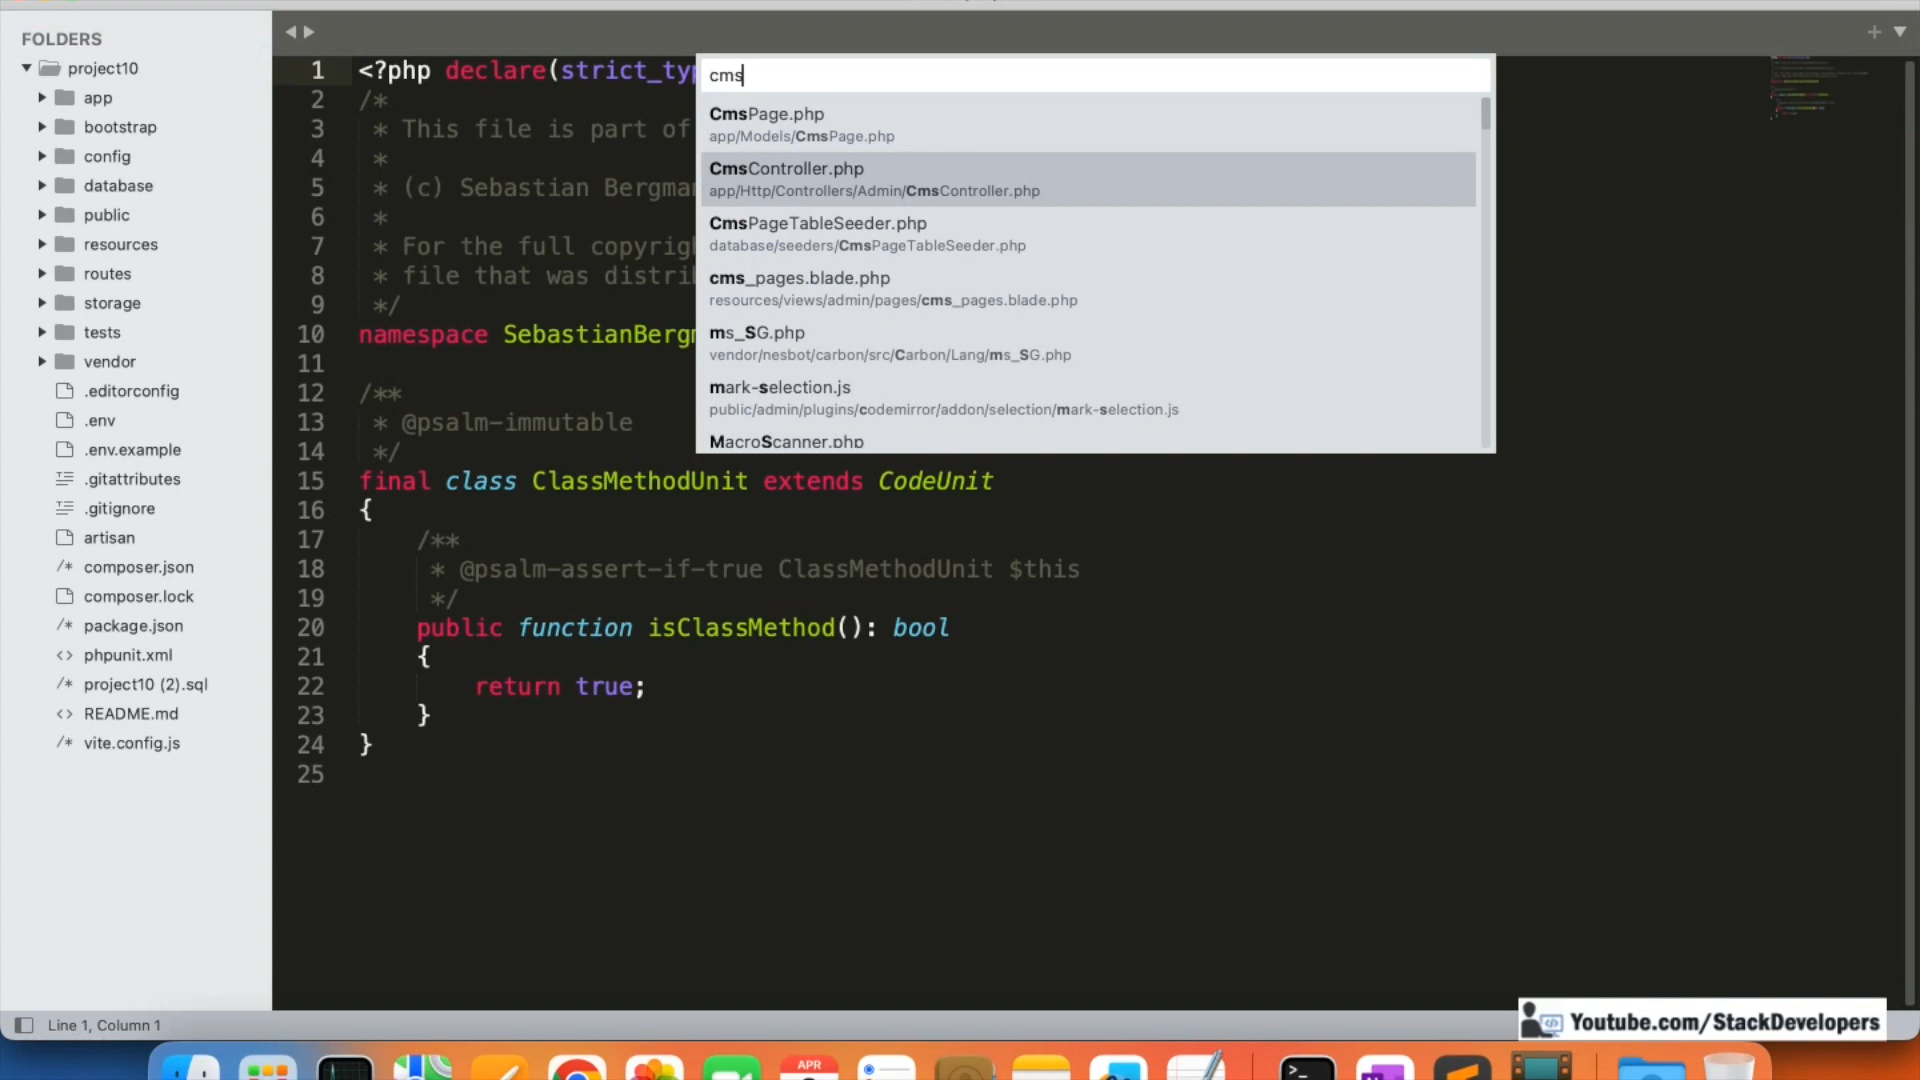 FOLDERS
project10
app
bootstrap
config
database
public
resources
routes
storage
tests
vendor
.editorconfig
.env
.env.example
.gitattributes
.gitignore
artisan
/* composer.json
composer.lock
/* package.json
<> phpunit.xml
/* project10 (2).sql
<> README.md
/* vite.config.js
1 <?php declare(strict_typ
2 /*
3 * This file is part of
4 *
5 * (c) Sebastian Bergma
6 *
7 * For the full copyrigh
8 * file that was distri
9 */
10 namespace SebastianBergm
11
12 /**
13 * @psalm-immutable
14 */
15 final class ClassMethodUnit extends CodeUnit
16 {
17 /**
18 * @psalm-assert-if-true ClassMethodUnit $this
19 */
20 public function isClassMethod(): bool
21 {
22 return true;
23 }
24 }
25
cms
CmsPage.php
app/Models/CmsPage.php
CmsController.php
app/Http/Controllers/Admin/CmsController.php
CmsPageTableSeeder.php
database/seeders/CmsPageTableSeeder.php
cms_pages.blade.php
resources/views/admin/pages/cms_pages.blade.php
ms_SG.php
vendor/nesbot/carbon/src/Carbon/Lang/ms_SG.php
mark-selection.js
public/admin/plugins/codemirror/addon/selection/mark-selection.js
MacroScanner.php
Line 1, Column 1
Youtube.com/StackDevelopers
APR